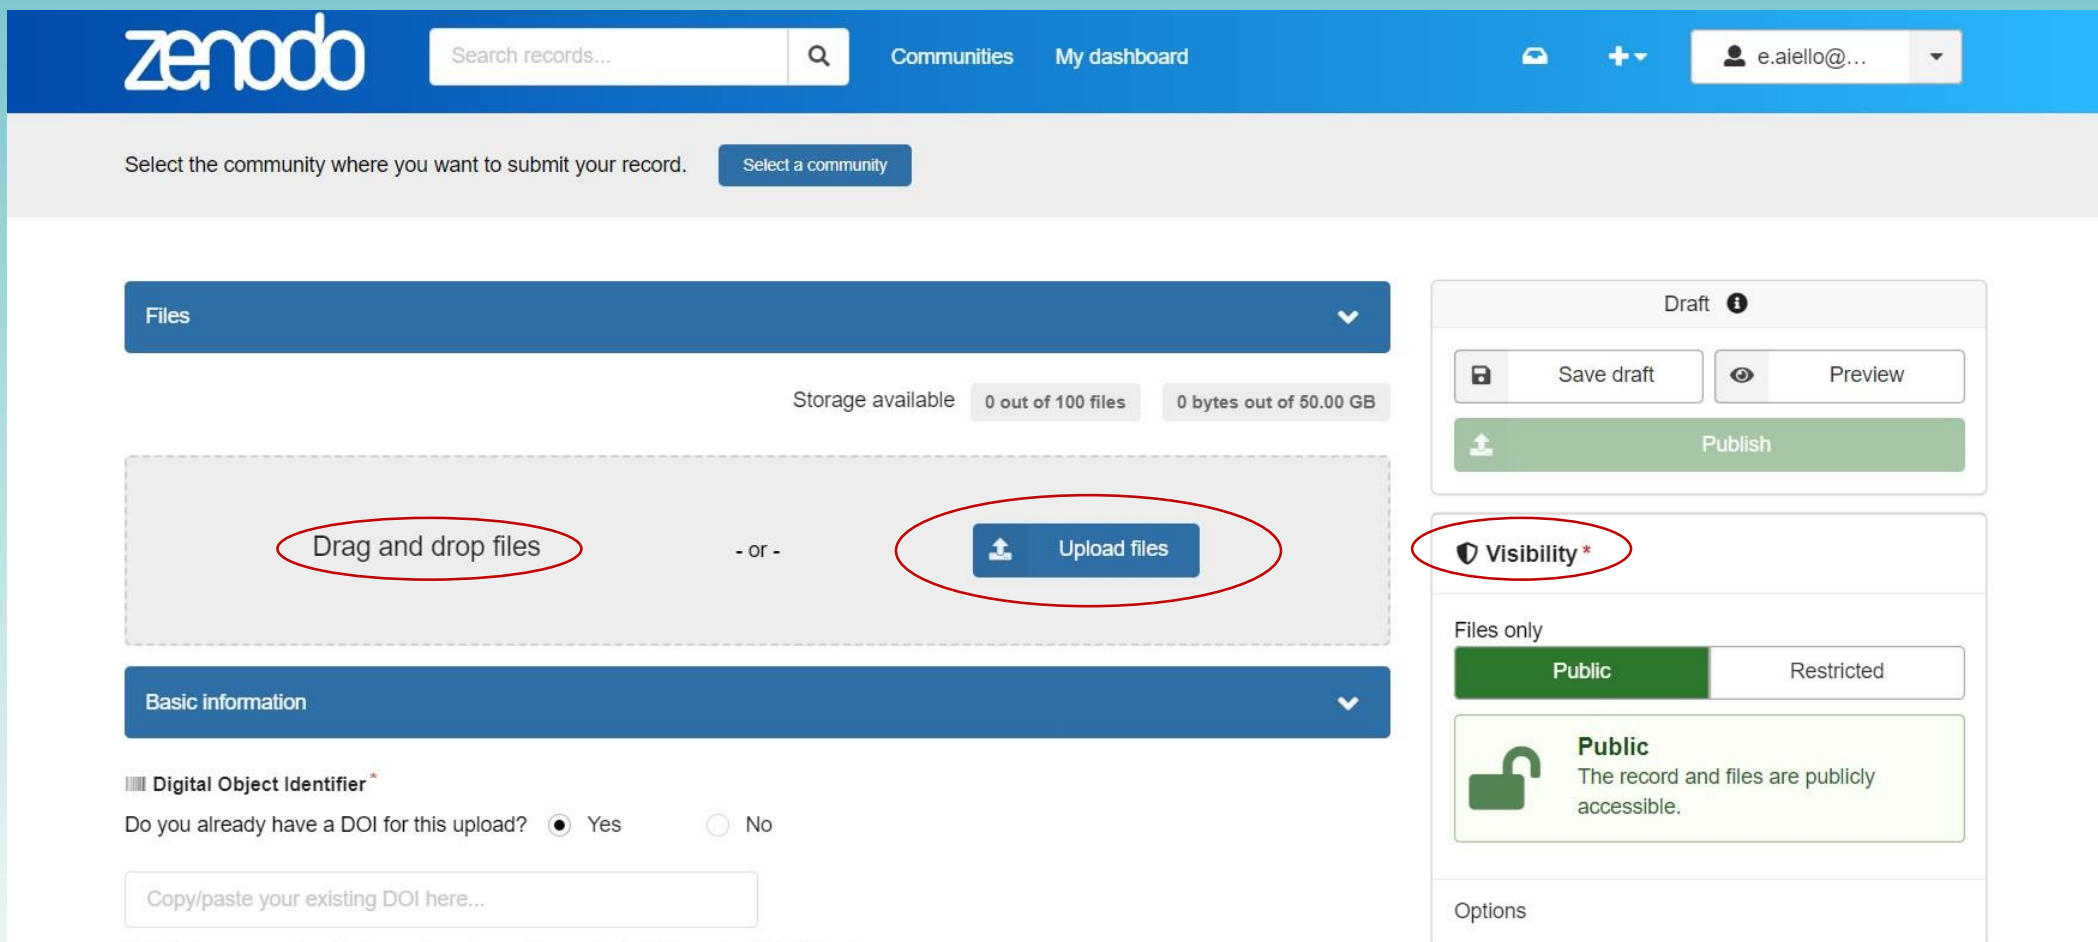 zenodo
Search records...
Communities
My dashboard
e.aiello@...
Select the community where you want to submit your record.
Select a community
Files
Storage available
0 out of 100 files
0 bytes out of 50.00 GB
Drag and drop files
- or -
Upload files
Basic information
Digital Object Identifier*
Do you already have a DOI for this upload?
Yes
No
Copy/paste your existing DOI here...
Draft
Save draft
Preview
Publish
Visibility *
Files only
Public
Restricted
Public
The record and files are publicly
accessible.
Options